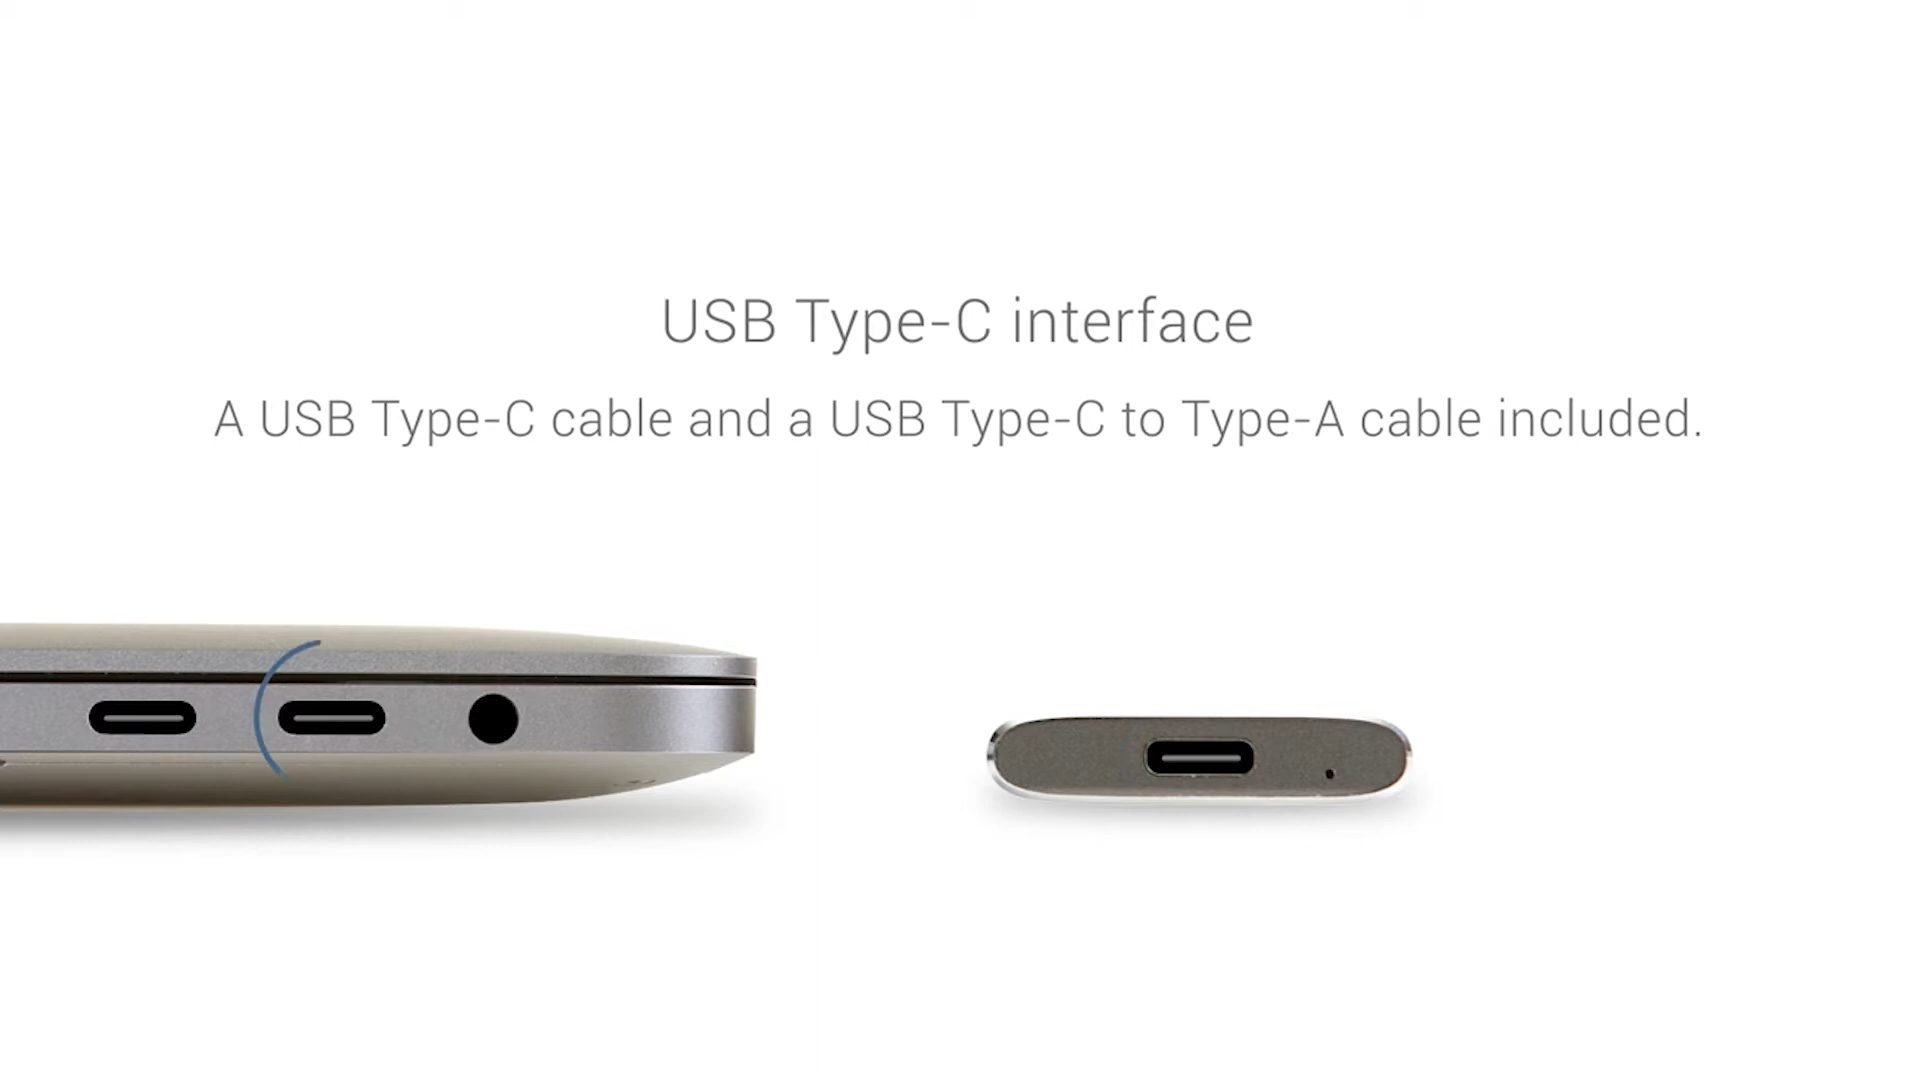 USB Type-C interface
A USB Type-C cable and a USB Type-C to Type-A cable included.